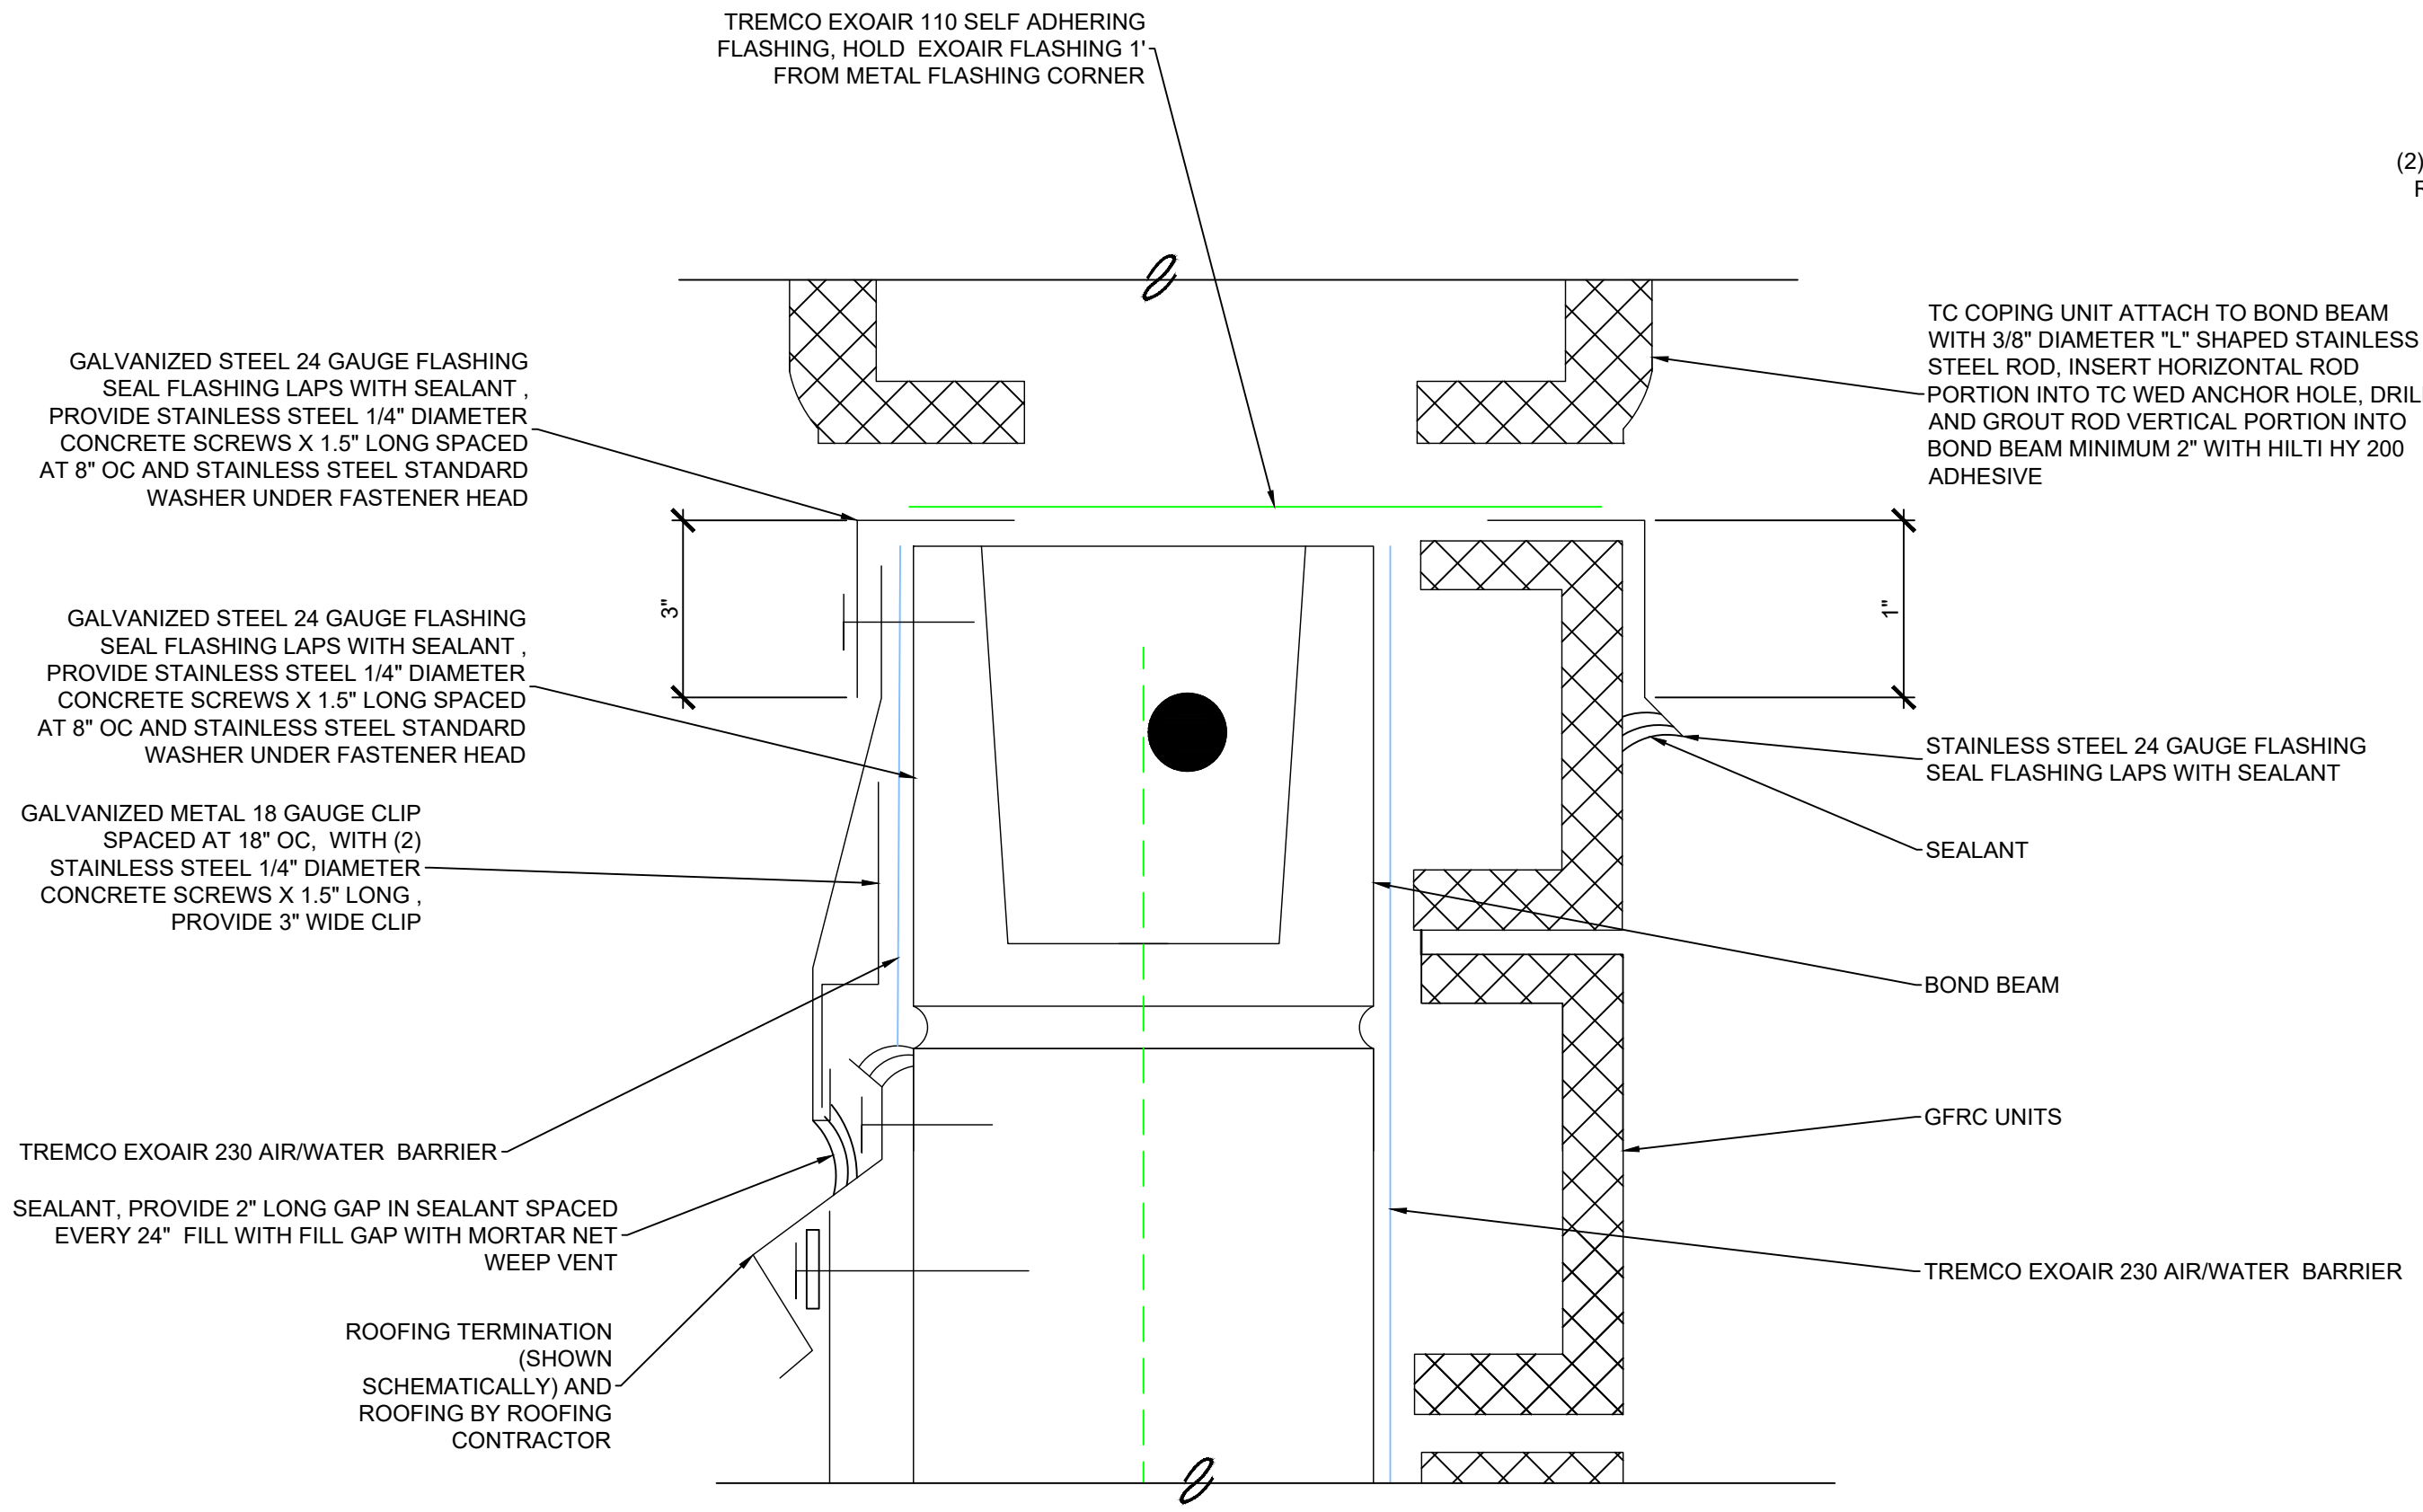 TREMCO EXOAIR 110 SELF ADHERING
FLASHING, HOLD  EXOAIR FLASHING 1'
FROM METAL FLASHING CORNER
(2)
TC COPING UNIT ATTACH TO BOND BEAM
WITH 3/8" DIAMETER "L" SHAPED STAINLESS
STEEL ROD, INSERT HORIZONTAL ROD
PORTION INTO TC WED ANCHOR HOLE, DRILL
AND GROUT ROD VERTICAL PORTION INTO
BOND BEAM MINIMUM 2" WITH HILTI HY 200
ADHESIVE
GALVANIZED STEEL 24 GAUGE FLASHING
SEAL FLASHING LAPS WITH SEALANT ,
PROVIDE STAINLESS STEEL 1/4" DIAMETER
CONCRETE SCREWS X 1.5" LONG SPACED
AT 8" OC AND STAINLESS STEEL STANDARD
WASHER UNDER FASTENER HEAD
3"
1"
GALVANIZED STEEL 24 GAUGE FLASHING
SEAL FLASHING LAPS WITH SEALANT ,
PROVIDE STAINLESS STEEL 1/4" DIAMETER
CONCRETE SCREWS X 1.5" LONG SPACED
AT 8" OC AND STAINLESS STEEL STANDARD
WASHER UNDER FASTENER HEAD
STAINLESS STEEL 24 GAUGE FLASHING
SEAL FLASHING LAPS WITH SEALANT
GALVANIZED METAL 18 GAUGE CLIP
SPACED AT 18" OC,  WITH (2)
STAINLESS STEEL 1/4" DIAMETER
CONCRETE SCREWS X 1.5" LONG ,
PROVIDE 3" WIDE CLIP
SEALANT
BOND BEAM
GFRC UNITS
TREMCO EXOAIR 230 AIR/WATER  BARRIER
SEALANT, PROVIDE 2" LONG GAP IN SEALANT SPACED
EVERY 24"  FILL WITH FILL GAP WITH MORTAR NET
WEEP VENT
TREMCO EXOAIR 230 AIR/WATER  BARRIER
ROOFING TERMINATION
(SHOWN
SCHEMATICALLY) AND
ROOFING BY ROOFING
CONTRACTOR